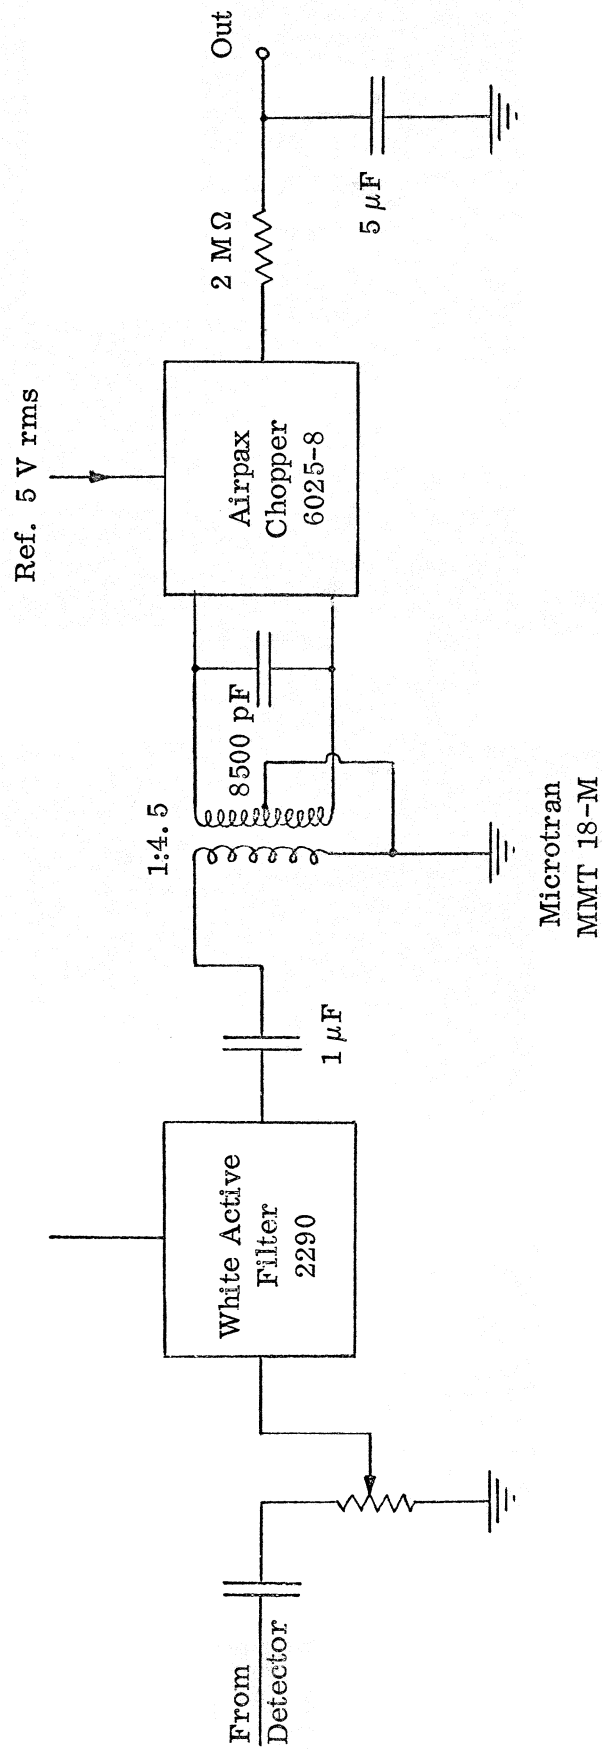 From
Detector
White Active
Filter
2290
1 μF
1:4.5
8500 pF
Microtran
MMT 18-M
Ref. 5 V rms
Airpax
Chopper
6025-8
2 MΩ
5 μF
Out